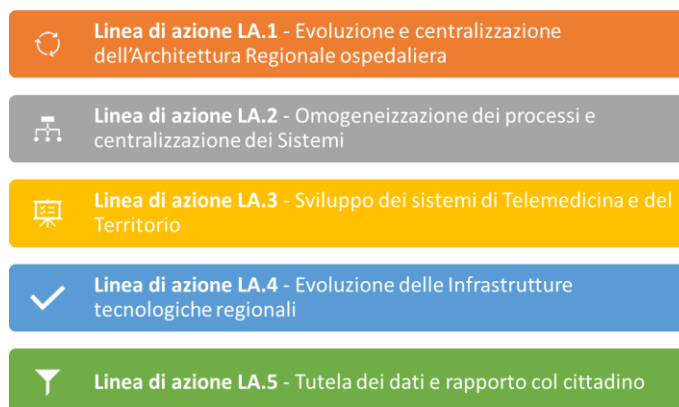 Linea di azione LA.1 - Evoluzione e centralizzazione
dell'Architettura Regionale ospedaliera
Linea di azione LA.2 - Omogeneizzazione dei processi e
centralizzazione dei Sistemi
Linea di azione LA.3 - Sviluppo dei sistemi di Telemedicina e del
Territorio
Linea di azione LA.4 - Evoluzione delle Infrastrutture
tecnologiche regionali
Linea di azione LA.5 - Tutela dei dati e rapporto col cittadino